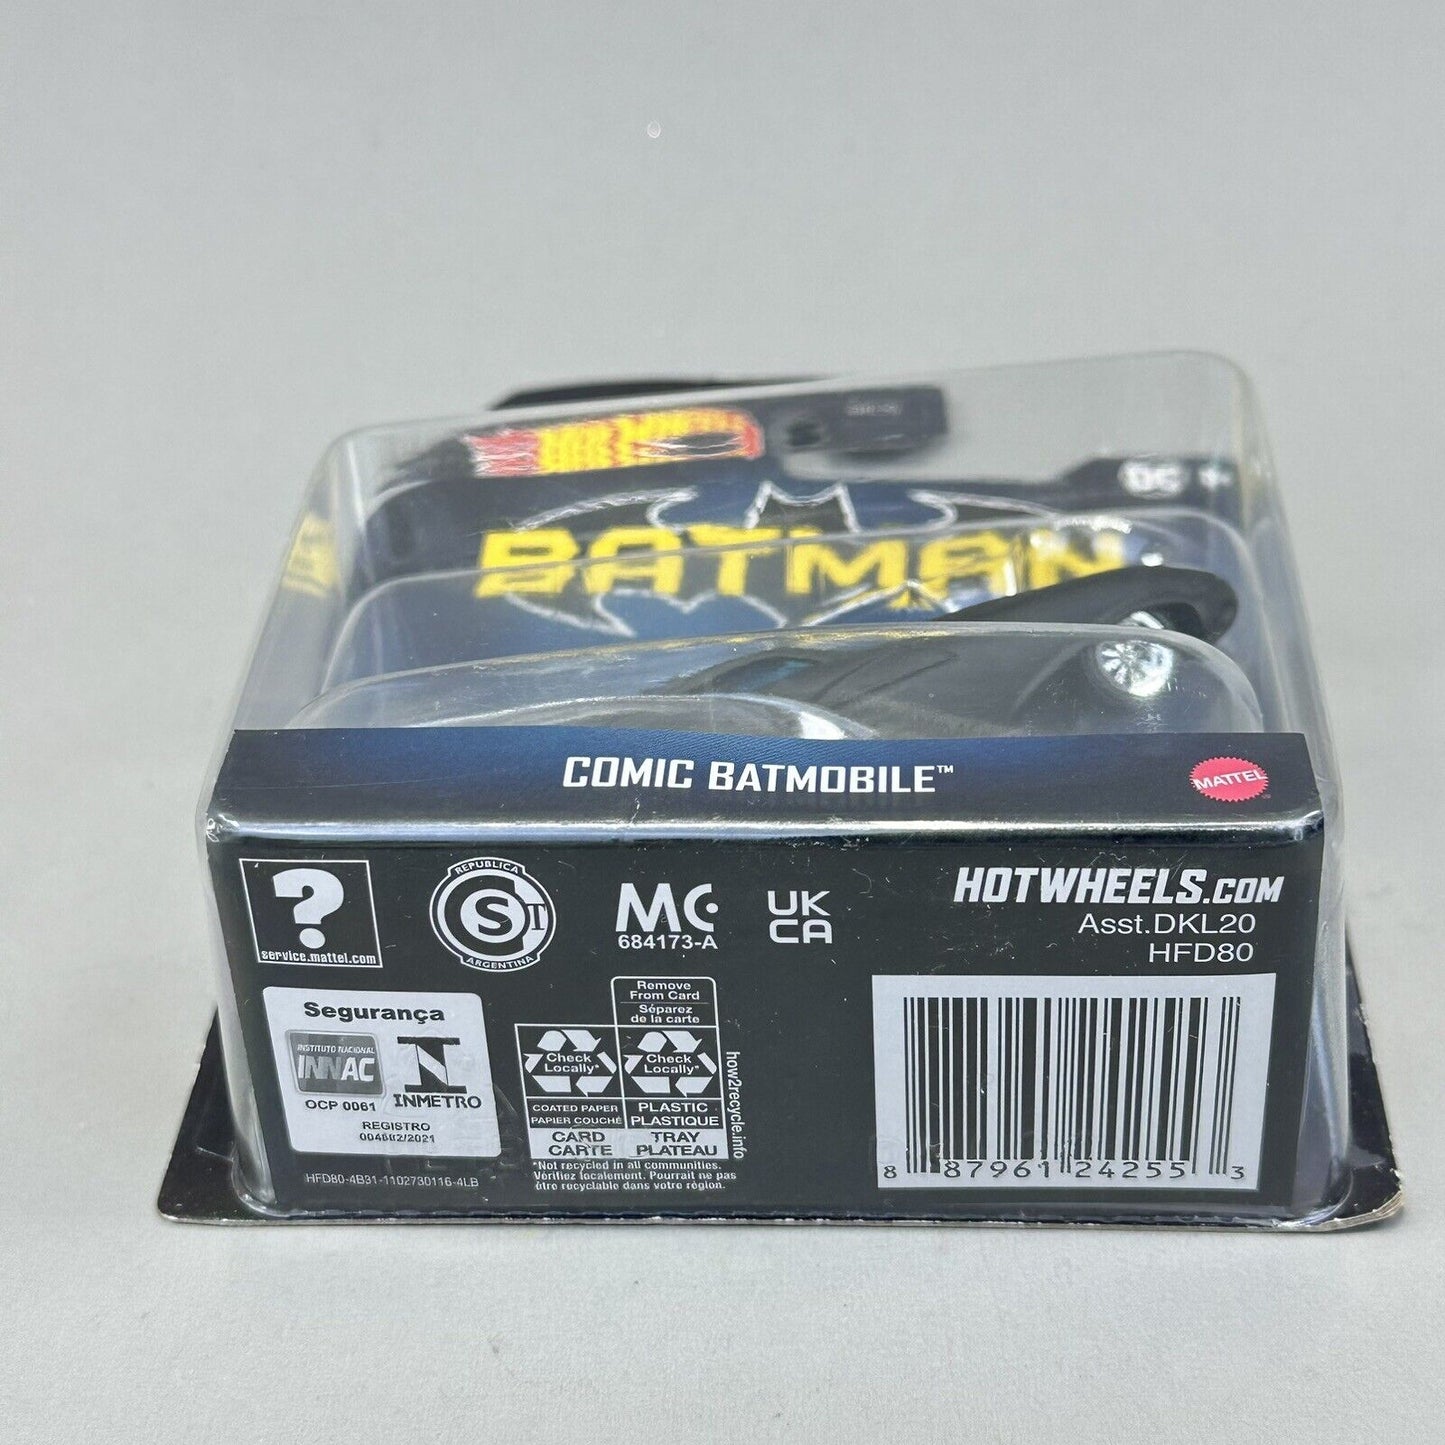 BATMAN
DC
COMIC BATMOBILE™
MATTEL
?
service.mattel.com
REPUBLICA
S
ARGENTINA
MC
684173-A
UK
CA
HOTWHEELS.COM
Asst.DKL20
HFD80
Segurança
INSTITUTO NACIONAL
INNAC
OCP 0061
INMETRO
REGISTRO
004682/2021
HFD80-4B31-1102730116-4LB
Remove
From Card
Séparez
de la carte
Check
Locally*
Check
Locally*
COATED PAPER
PAPIER COUCHÉ
PLASTIC
PLASTIQUE
CARD
CARTE
TRAY
PLATEAU
how2recycle.info
*Not recycled in all communities.
Vérifiez localement. Pourrait ne pas
être recyclable dans votre région.
8 87961 24255 3